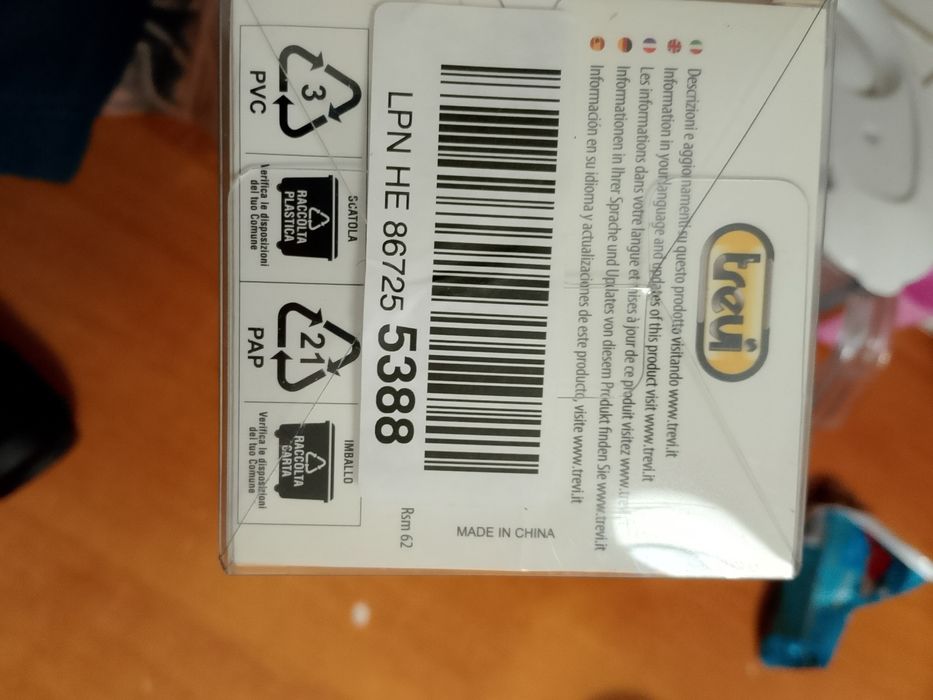 trevi
Descrizioni e aggiornamenti su questo prodotto visitando www.trevi.it
Information in your language and updates of this product visit www.trevi.it
Les informations dans votre langue et mises à jour de ce produit visitez www.trevi
Informationen in Ihrer Sprache und Updates von diesem Produkt finden Sie www.trevi.it
Información en su idioma y actualizaciones de este producto, visite www.trevi.it
MADE IN CHINA
LPN HE 86725 5388
Rsm 62
3
PVC
SCATOLA
RACCOLTA
PLASTICA
Verifica le disposizioni
del tuo Comune
21
PAP
IMBALLO
RACCOLTA
CARTA
Verifica le disposizioni
del tuo Comune